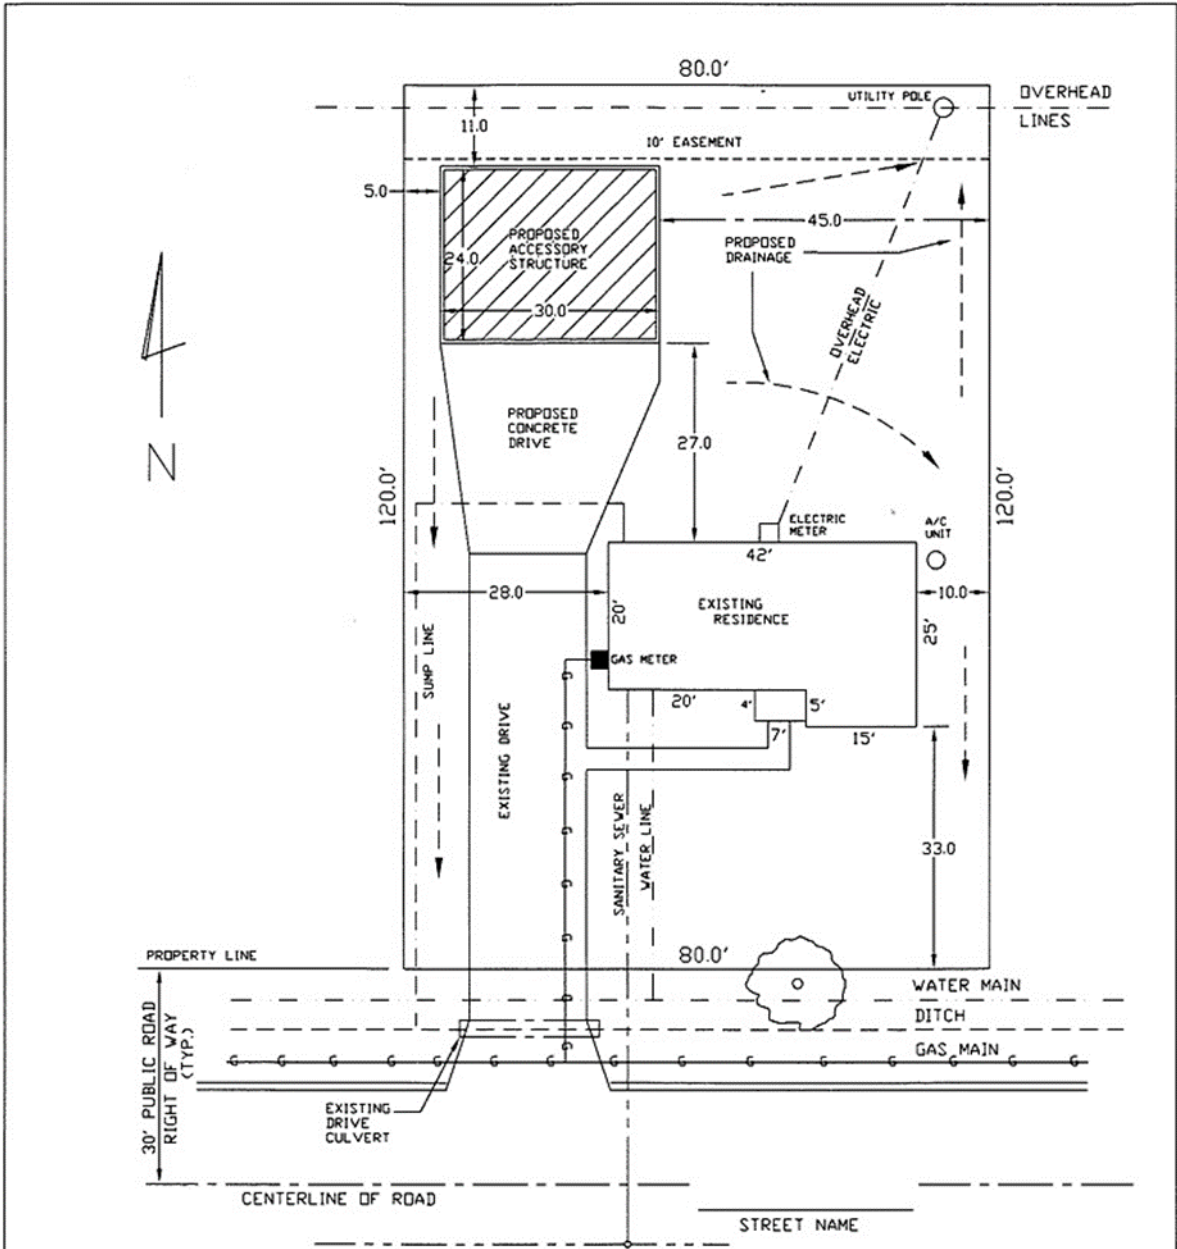 80.0'
UTILITY POLE
OVERHEAD
LINES
11.0
10' EASEMENT
5.0
45.0
PROPOSED
ACCESSORY
STRUCTURE
24.0
30.0
PROPOSED
DRAINAGE
OVERHEAD
ELECTRIC
N
PROPOSED
CONCRETE
DRIVE
27.0
120.0'
120.0'
ELECTRIC
METER
A/C
UNIT
42'
28.0
10.0
20'
EXISTING
RESIDENCE
25'
SUMP LINE
GAS METER
G
20'
4'
5'
7'
15'
EXISTING DRIVE
G
G
G
G
G
SANITARY SEWER
WATER LINE
33.0
80.0'
PROPERTY LINE
WATER MAIN
DITCH
GAS MAIN
G
G G G G G G G G G G G G G
30' PUBLIC ROAD
RIGHT OF WAY
(TYP.)
EXISTING
DRIVE
CULVERT
CENTERLINE OF ROAD
STREET NAME